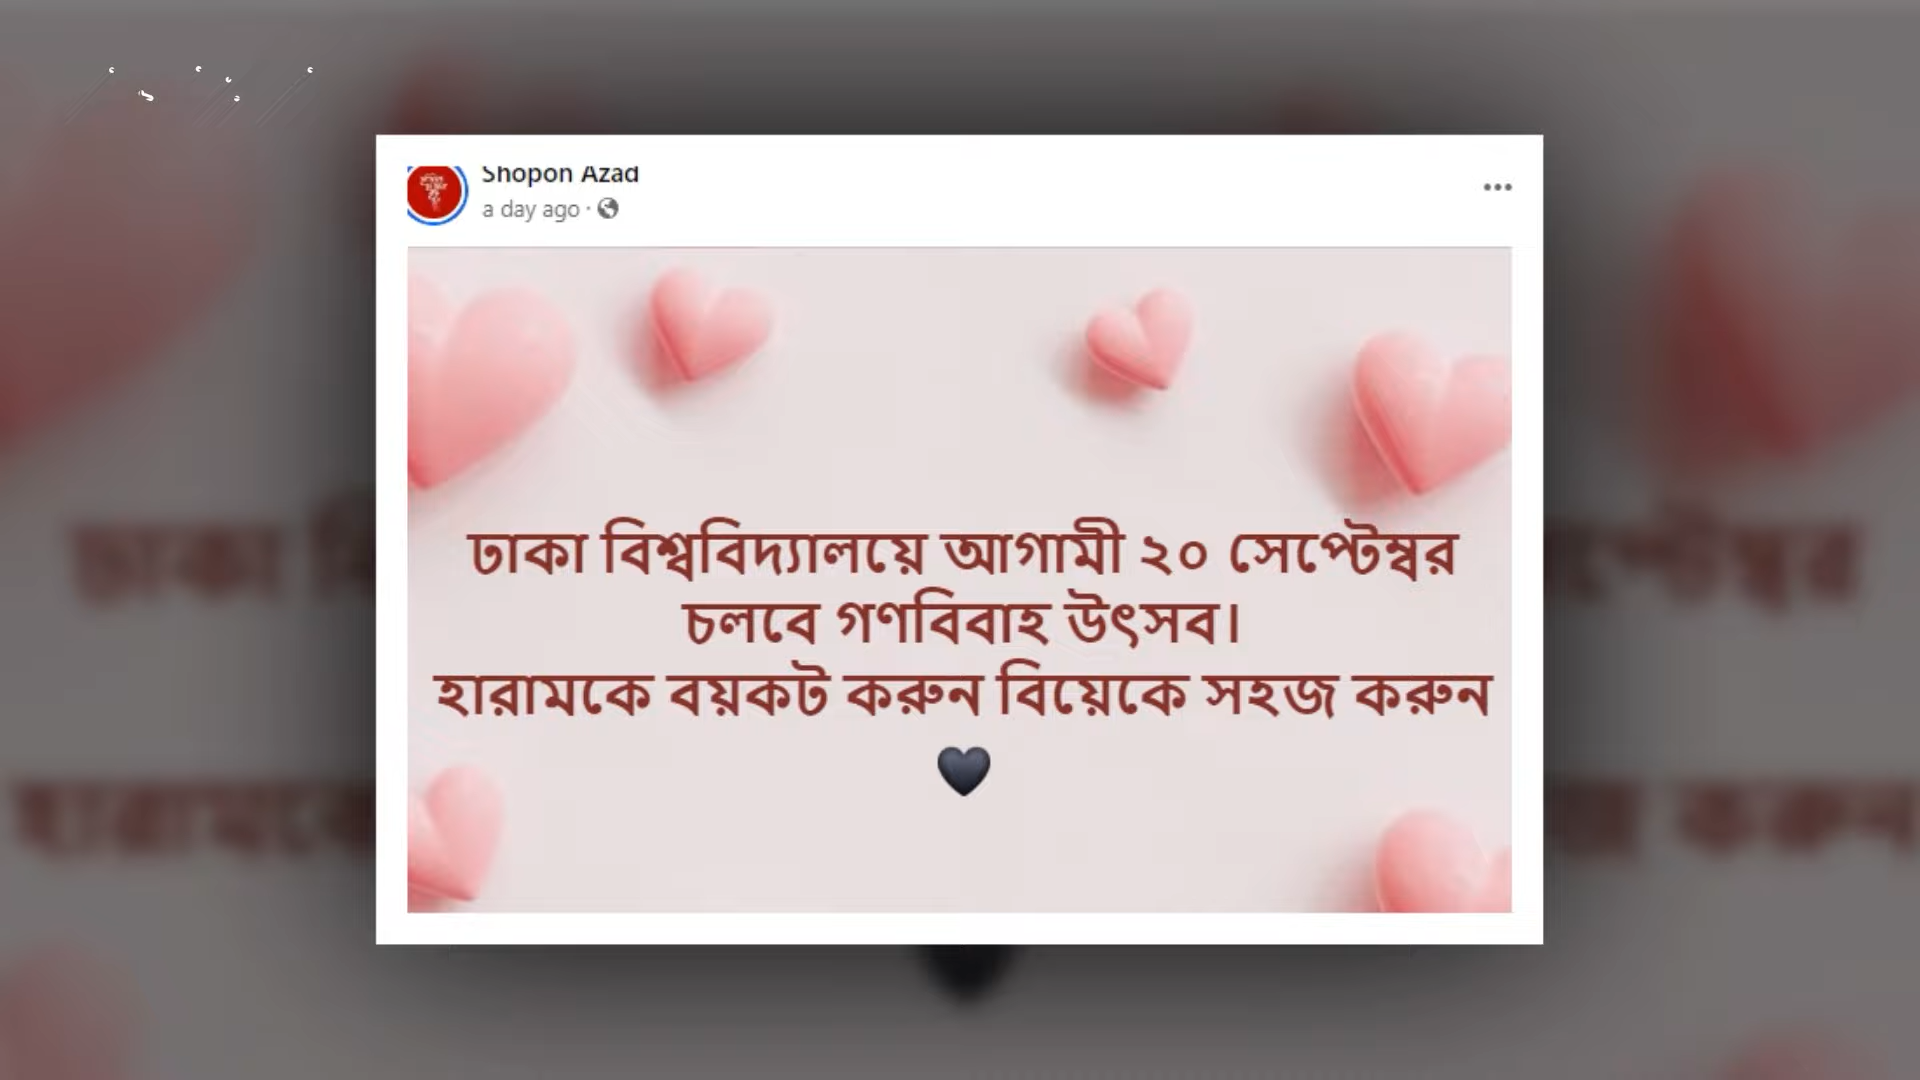 Shopon Azad
a day ago ·
ঢাকা বিশ্ববিদ্যালয়ে আগামী ২০ সেপ্টেম্বর
চলবে গণবিবাহ উৎসব।
হারামকে বয়কট করুন বিয়েকে সহজ করুন
🖤